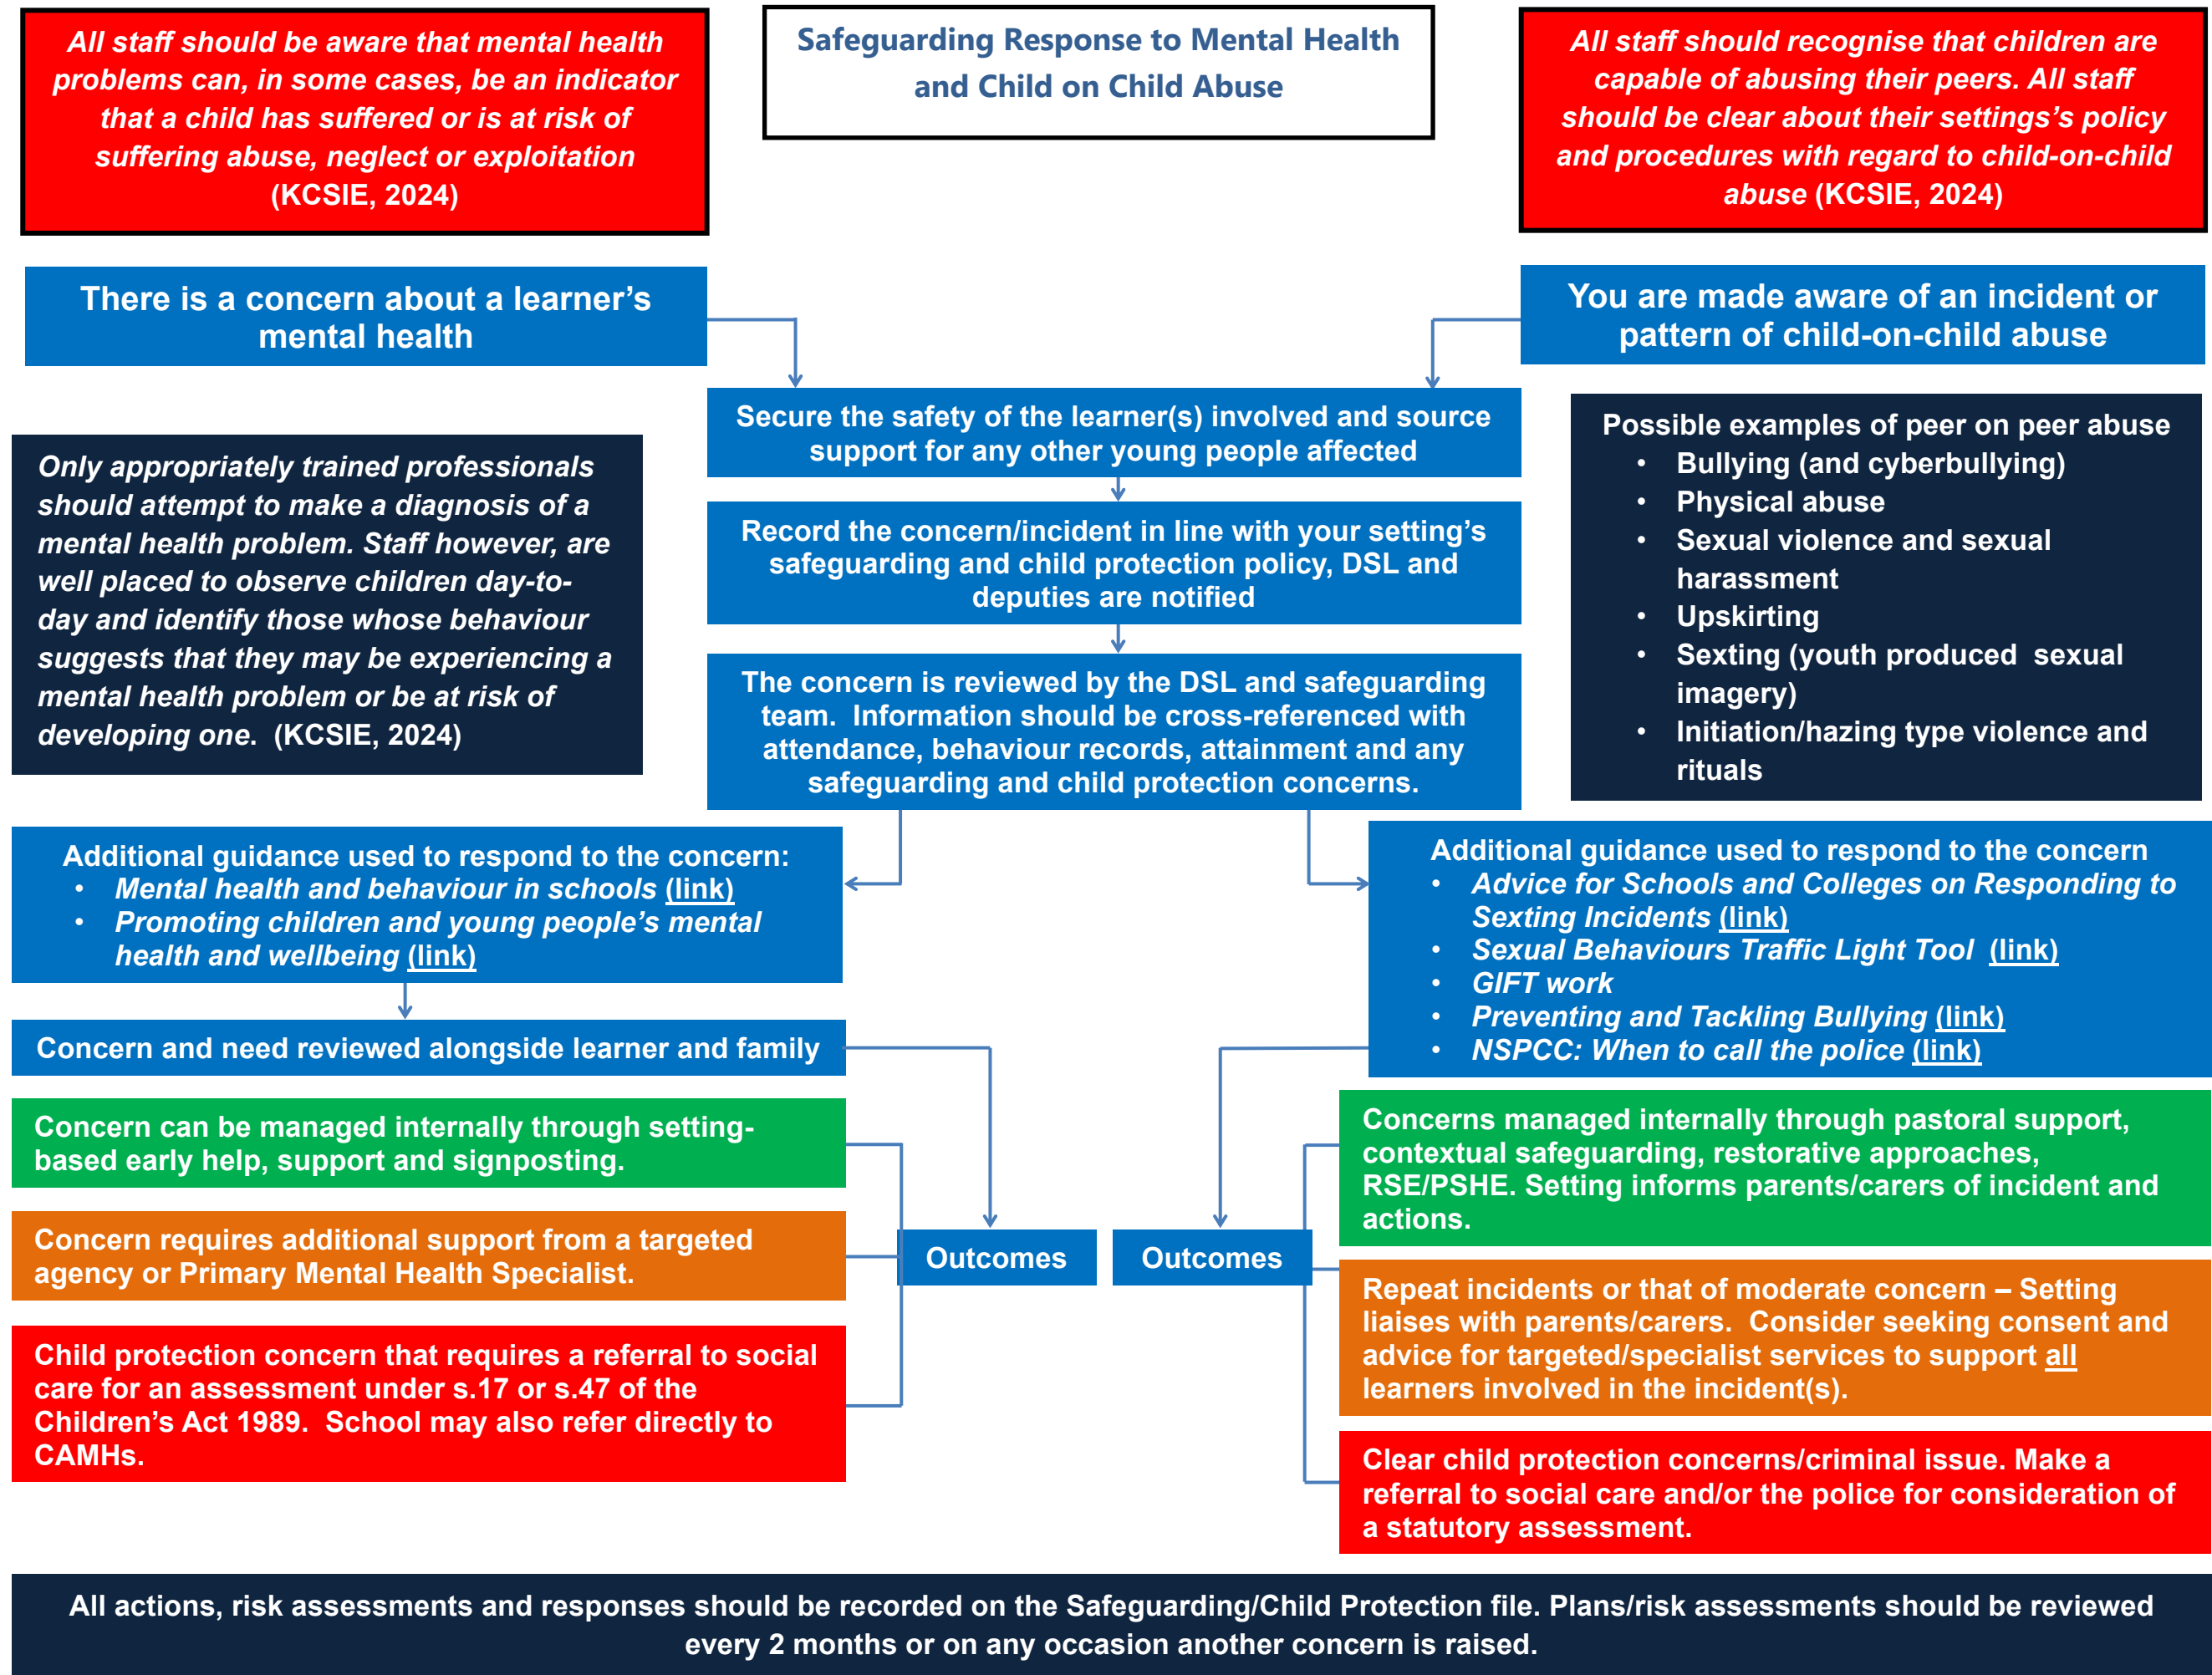 All staff should be aware that mental health
problems can, in some cases, be an indicator
that a child has suffered or is at risk of
suffering abuse, neglect or exploitation
(KCSIE, 2024)
Safeguarding Response to Mental Health
and Child on Child Abuse
All staff should recognise that children are
capable of abusing their peers. All staff
should be clear about their settings's policy
and procedures with regard to child-on-child
abuse (KCSIE, 2024)
There is a concern about a learner’s
mental health
You are made aware of an incident or
pattern of child-on-child abuse
Secure the safety of the learner(s) involved and source
support for any other young people affected
Only appropriately trained professionals
should attempt to make a diagnosis of a
mental health problem. Staff however, are
well placed to observe children day-to-
day and identify those whose behaviour
suggests that they may be experiencing a
mental health problem or be at risk of
developing one. (KCSIE, 2024)
Record the concern/incident in line with your setting’s
safeguarding and child protection policy, DSL and
deputies are notified
Possible examples of peer on peer abuse
• Bullying (and cyberbullying)
• Physical abuse
• Sexual violence and sexual
harassment
• Upskirting
• Sexting (youth produced sexual
imagery)
• Initiation/hazing type violence and
rituals
The concern is reviewed by the DSL and safeguarding
team. Information should be cross-referenced with
attendance, behaviour records, attainment and any
safeguarding and child protection concerns.
Additional guidance used to respond to the concern:
• Mental health and behaviour in schools (link)
• Promoting children and young people’s mental
health and wellbeing (link)
Additional guidance used to respond to the concern
• Advice for Schools and Colleges on Responding to
Sexting Incidents (link)
• Sexual Behaviours Traffic Light Tool (link)
• GIFT work
• Preventing and Tackling Bullying (link)
• NSPCC: When to call the police (link)
Concern and need reviewed alongside learner and family
Concern can be managed internally through setting-
based early help, support and signposting.
Concern requires additional support from a targeted
agency or Primary Mental Health Specialist.
Child protection concern that requires a referral to social
care for an assessment under s.17 or s.47 of the
Children’s Act 1989. School may also refer directly to
CAMHs.
Outcomes
Outcomes
Concerns managed internally through pastoral support,
contextual safeguarding, restorative approaches,
RSE/PSHE. Setting informs parents/carers of incident and
actions.
Repeat incidents or that of moderate concern – Setting
liaises with parents/carers. Consider seeking consent and
advice for targeted/specialist services to support all
learners involved in the incident(s).
Clear child protection concerns/criminal issue. Make a
referral to social care and/or the police for consideration of
a statutory assessment.
All actions, risk assessments and responses should be recorded on the Safeguarding/Child Protection file. Plans/risk assessments should be reviewed
every 2 months or on any occasion another concern is raised.